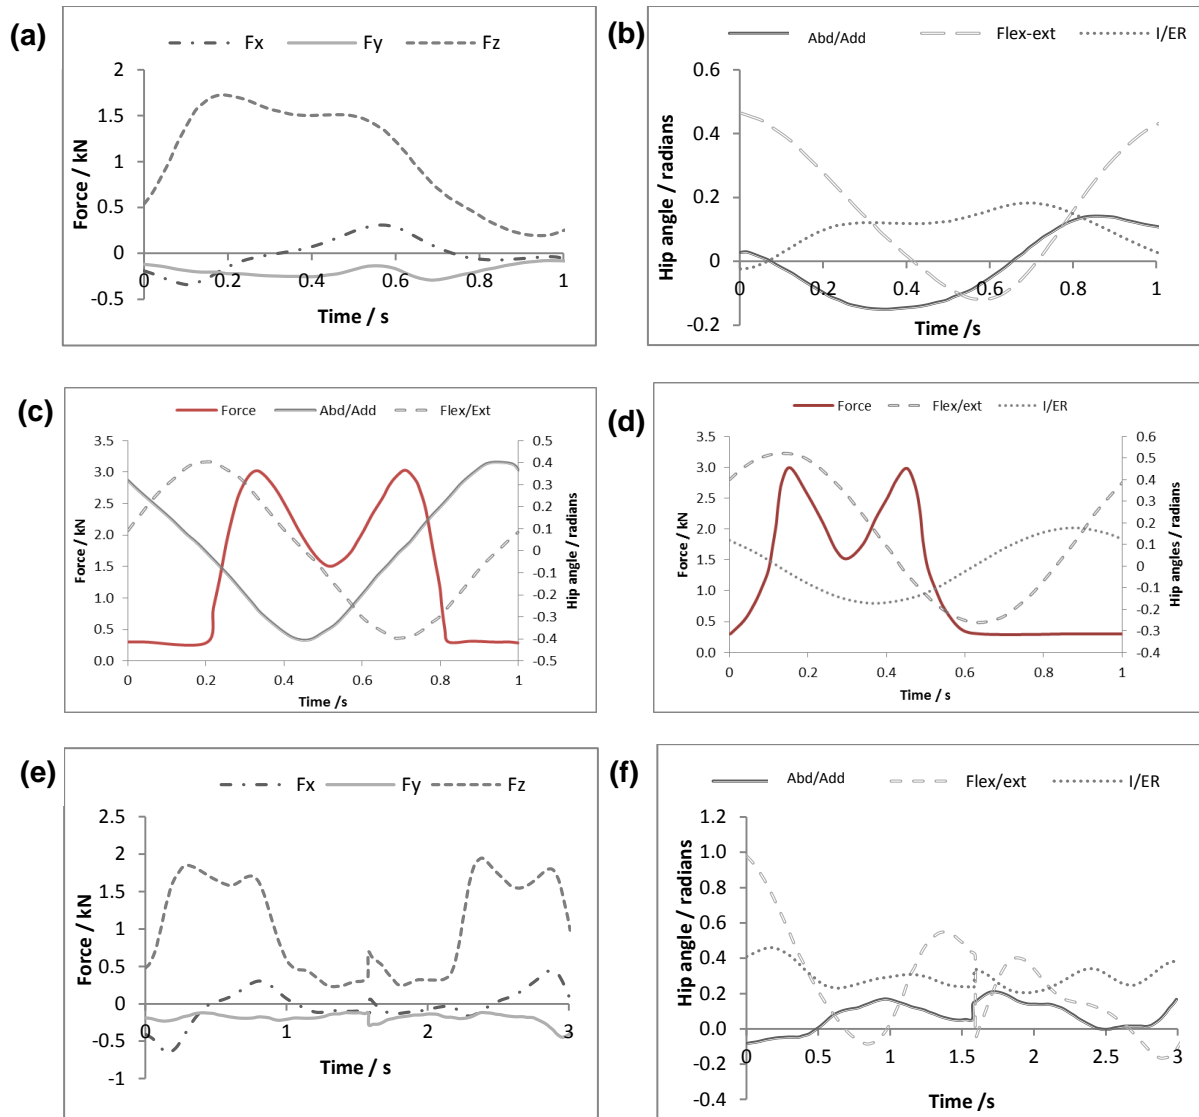 (a)
Fx Fy Fz
Force / kN
2
1.5
1
0.5
0
-0.5
0 0.2 0.4 0.6 0.8 1
Time / s
(b)
Abd/Add Flex-ext I/ER
Hip angle / radians
0.6
0.4
0.2
0
-0.2
0 0.2 0.4 0.6 0.8 1
Time /s
(c)
Force Abd/Add Flex/Ext
Force / kN
3.5
3.0
2.5
2.0
1.5
1.0
0.5
0.0
0.5
0.4
0.3
0.2
0.1
0
-0.1
-0.2
-0.3
-0.4
-0.5
Hip angle / radians
0 0.2 0.4 0.6 0.8 1
Time /s
(d)
Force Flex/ext I/ER
Force / kN
3.5
3.0
2.5
2.0
1.5
1.0
0.5
0.0
0.6
0.5
0.4
0.3
0.2
0.1
0
-0.1
-0.2
-0.3
-0.4
Hip angles / radians
0 0.2 0.4 0.6 0.8 1
Time /s
(e)
Fx Fy Fz
Force / kN
2.5
2
1.5
1
0.5
0
-0.5
-1
0 1 2 3
Time / s
(f)
Abd/Add Flex/ext I/ER
Hip angle / radians
1.2
1.0
0.8
0.6
0.4
0.2
0.0
-0.2
-0.4
0 0.5 1 1.5 2 2.5 3
Time /s